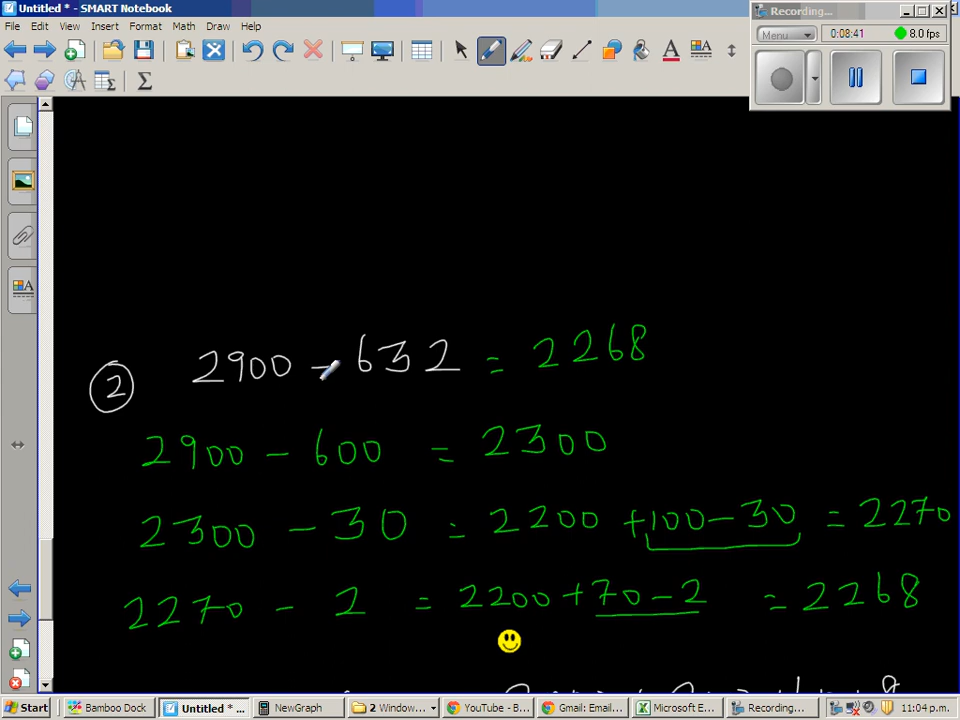 Untitled * - SMART Notebook
File Edit View Insert Format Math Draw Help
Recording...
Menu 0:08:41 8.0 fps
② 2900 - 632 = 2268
2900 - 600 = 2300
2300 - 30 = 2200 + 100 - 30 = 2270
2270 - 2 = 2200 + 70 - 2 = 2268
Start Bamboo Dock Untitled * ... NewGraph 2 Window... YouTube - B... Gmail: Email... Microsoft E... Recording... 11:04 p.m.